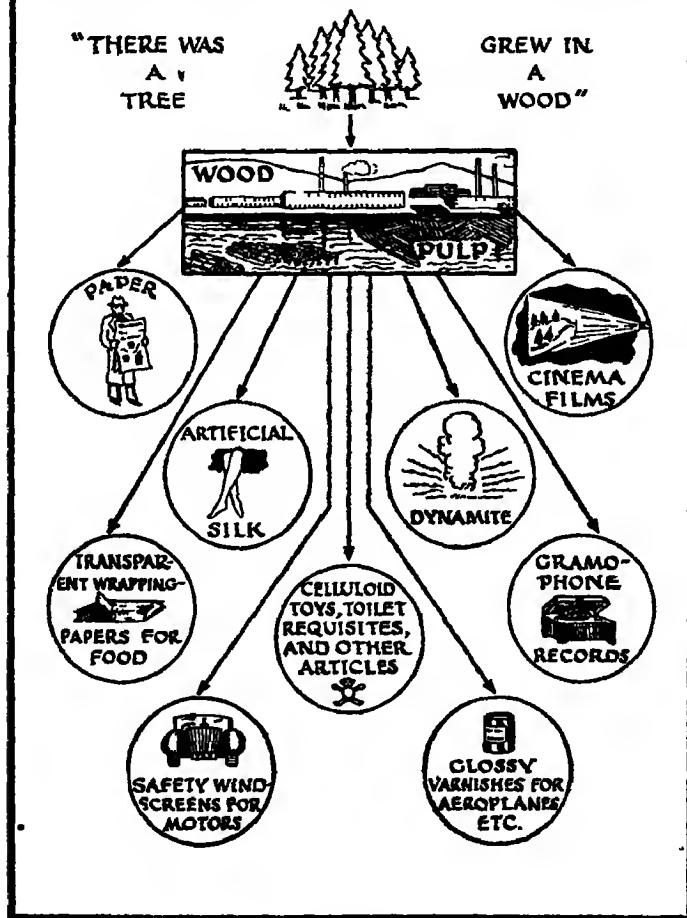 "THERE WAS
A
TREE
GREW IN
A
WOOD"
WOOD
PULP
PAPER
CINEMA
FILMS
ARTIFICIAL
SILK
DYNAMITE
TRANSPAR-
ENT WRAPPING-
PAPERS FOR
FOOD
CELLULOID
TOYS, TOILET
REQUISITES,
AND OTHER
ARTICLES
GRAMO-
PHONE
RECORDS
SAFETY WIND-
SCREENS FOR
MOTORS
GLOSSY
VARNISHES FOR
AEROPLANES
ETC.